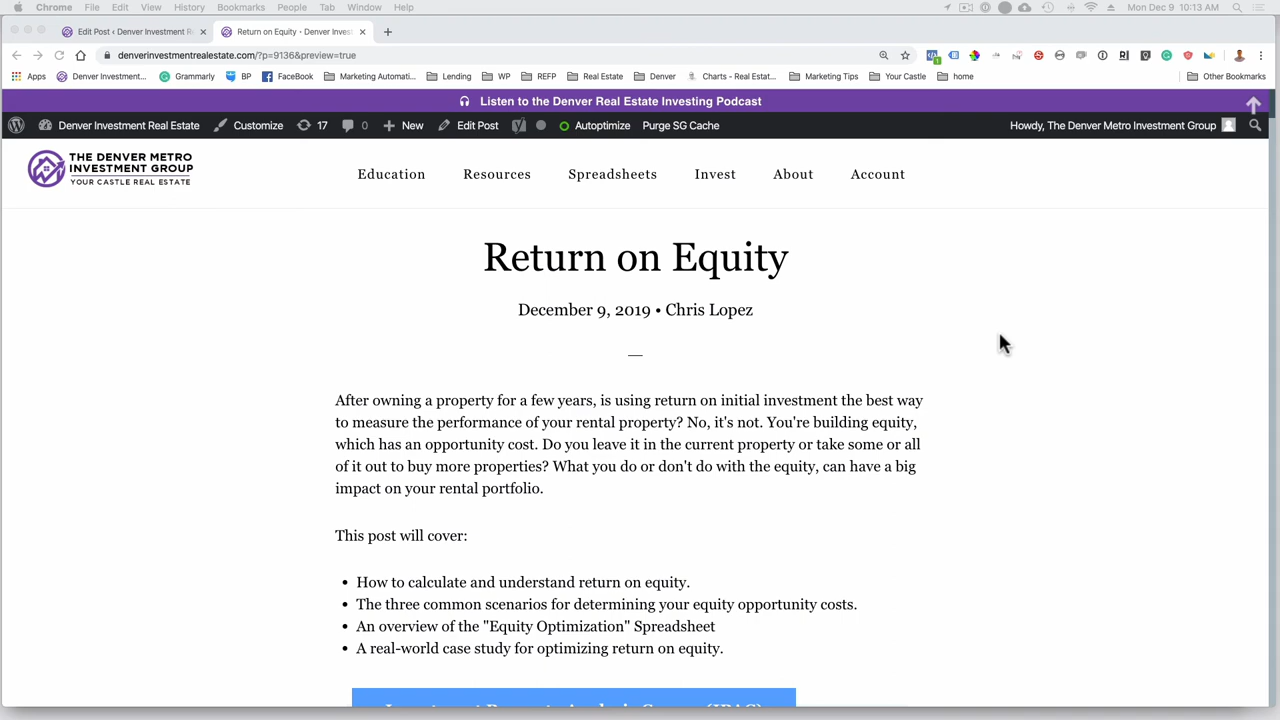 Chrome File Edit View History Bookmarks People Tab Window Help Mon Dec 9 10:13 AM
Edit Post ‹ Denver Investment R Return on Equity - Denver Inves
denverinvestmentrealestate.com/?p=9136&preview=true
Apps Denver Investment... Grammarly BP FaceBook Marketing Automati... Lending WP REFP Real Estate Denver Charts - Real Estat... Marketing Tips Your Castle home Other Bookmarks
Listen to the Denver Real Estate Investing Podcast
Denver Investment Real Estate Customize 17 0 New Edit Post Autoptimize Purge SG Cache Howdy, The Denver Metro Investment Group
THE DENVER METRO
INVESTMENT GROUP
YOUR CASTLE REAL ESTATE
Education Resources Spreadsheets Invest About Account
Return on Equity
December 9, 2019 • Chris Lopez
After owning a property for a few years, is using return on initial investment the best way
to measure the performance of your rental property? No, it's not. You're building equity,
which has an opportunity cost. Do you leave it in the current property or take some or all
of it out to buy more properties? What you do or don't do with the equity, can have a big
impact on your rental portfolio.
This post will cover:
• How to calculate and understand return on equity.
• The three common scenarios for determining your equity opportunity costs.
• An overview of the "Equity Optimization" Spreadsheet
• A real-world case study for optimizing return on equity.